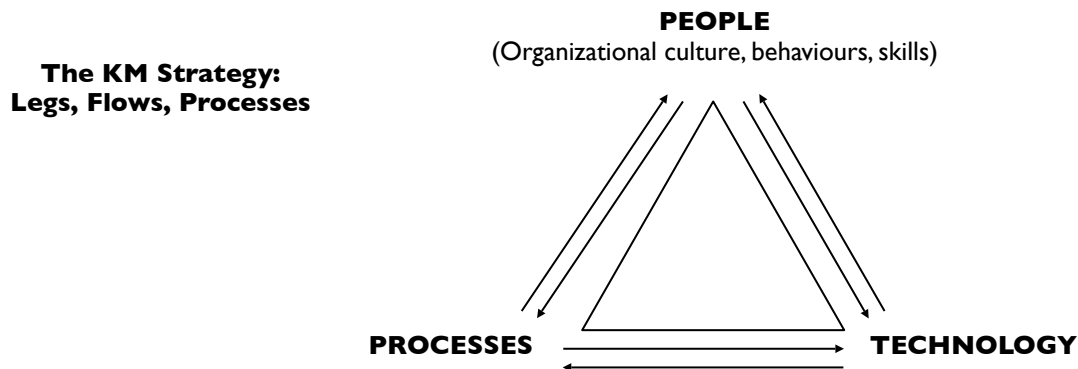 PEOPLE
(Organizational culture, behaviours, skills)
The KM Strategy:
Legs, Flows, Processes
PROCESSES
TECHNOLOGY